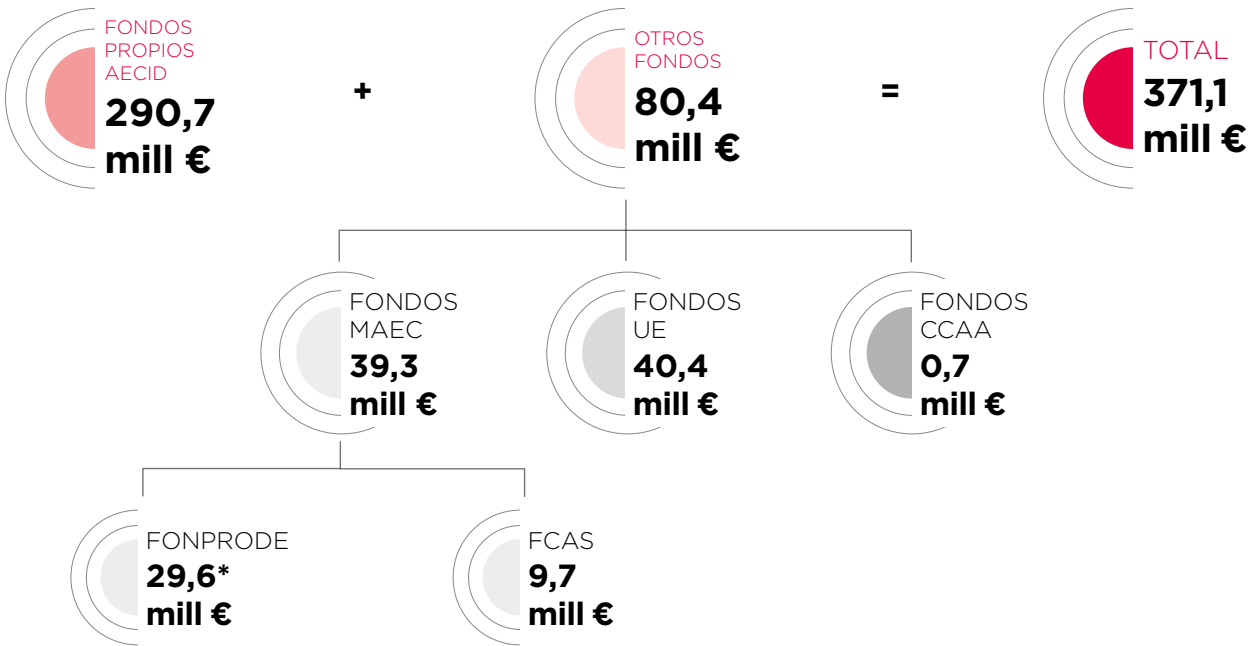 FONDOS
PROPIOS
AECID
290,7
mill €
+
OTROS
FONDOS
80,4
mill €
=
TOTAL
371,1
mill €
FONDOS
MAEC
39,3
mill €
FONDOS
UE
40,4
mill €
FONDOS
CCAA
0,7
mill €
FONPRODE
29,6*
mill €
FCAS
9,7
mill €